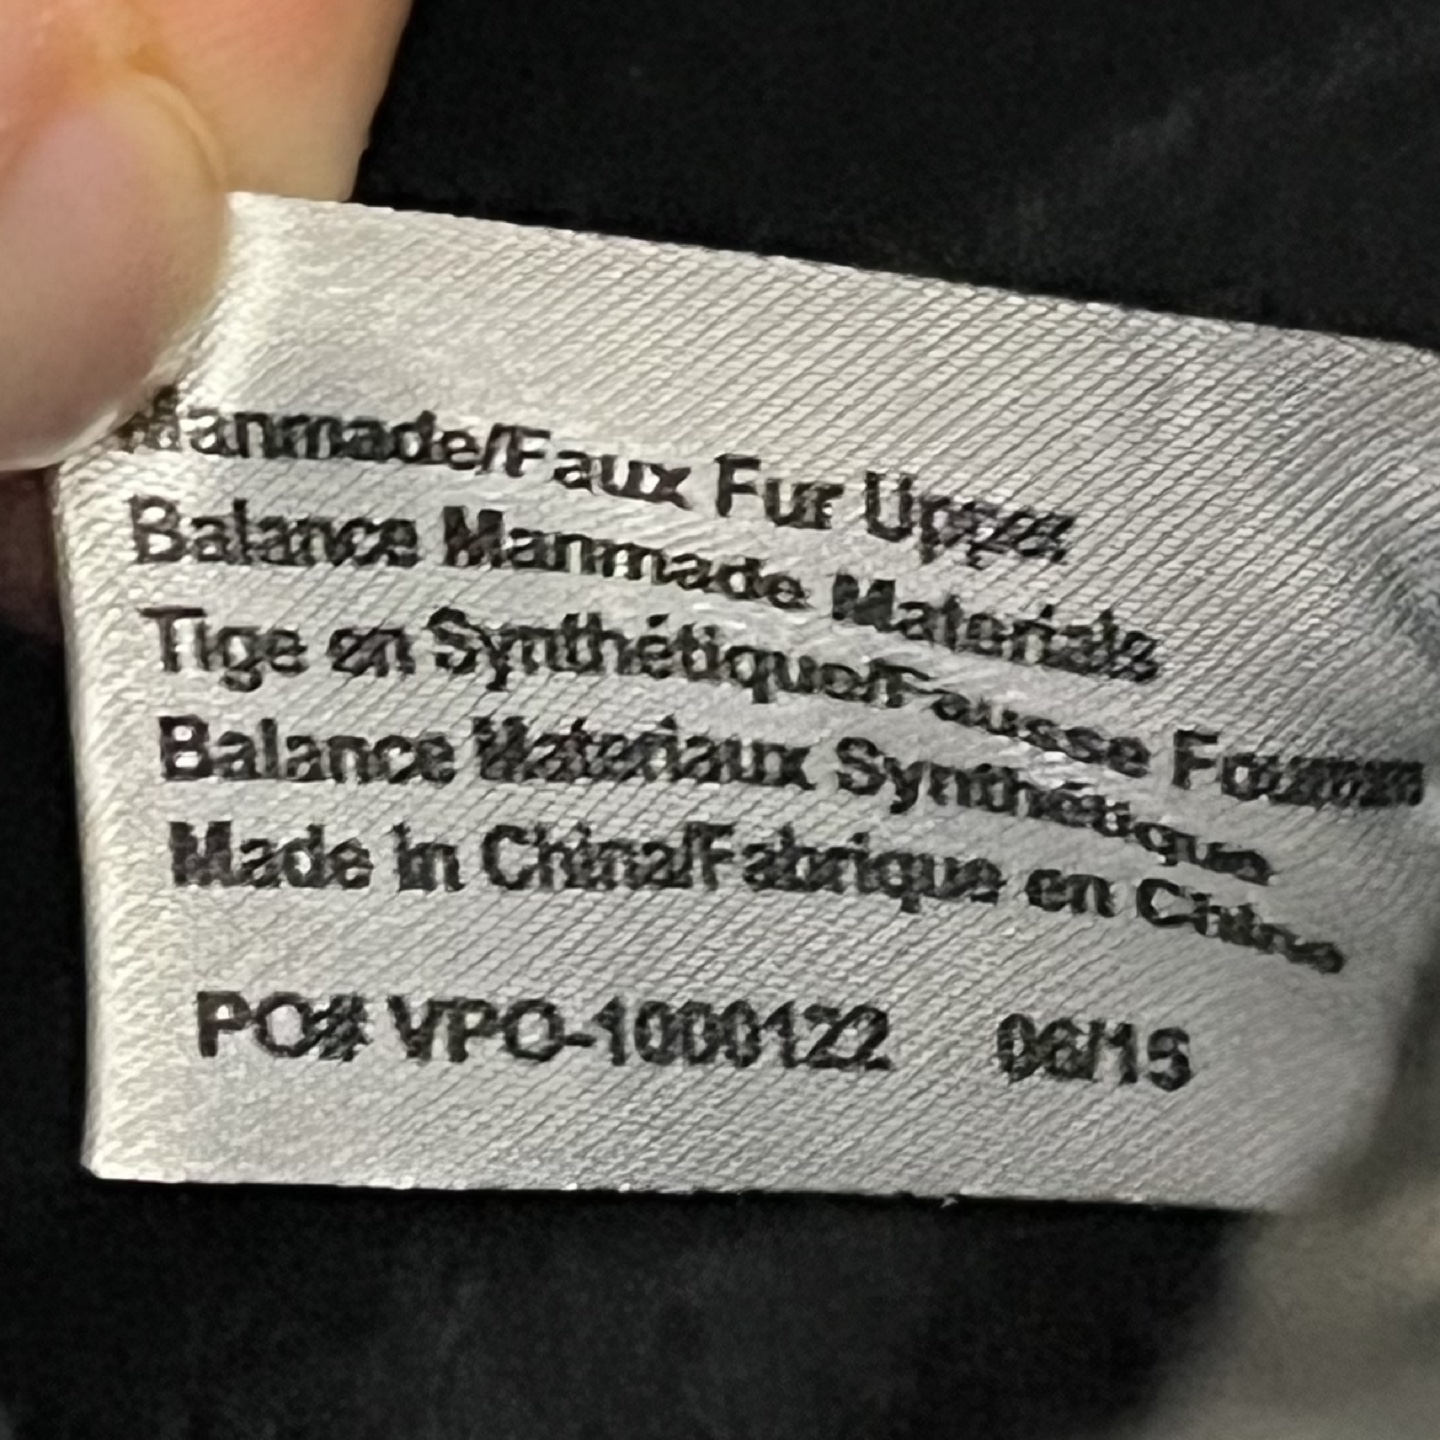 Manmade/Faux Fur Upper
Balance Manmade Materials
Tige en Synthétique/Fausse
Balance Materiaux Synthétique
Made in China/Fabrique en Chine
PO# VPO-1000122 06/15